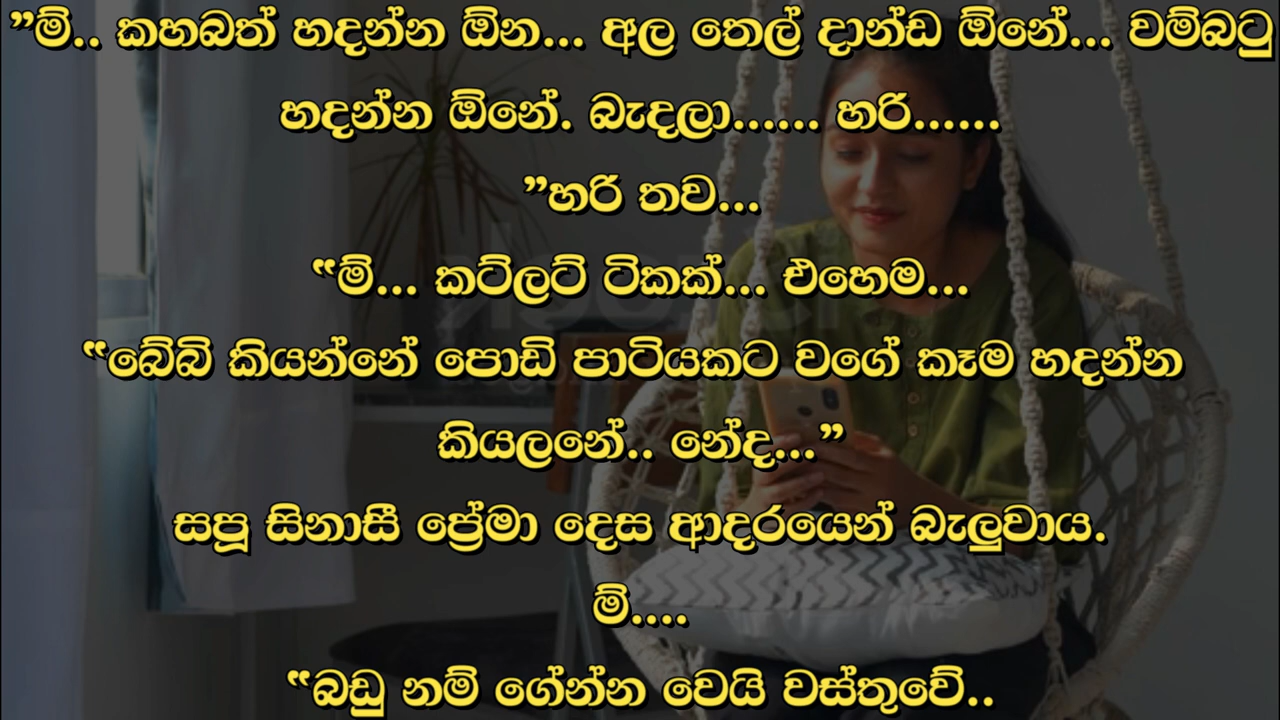 ”ම්.. කහබත් හදන්න ඕන... අල තෙල් දාන්ඩ ඕනේ... වම්බටු
හදන්න ඕනේ. බැදලා...... හරි......
”හරි තව...
“ම්... කට්ලට් ටිකක්... එහෙම...
“බේබි කියන්නේ පොඩි පාටියකට වගේ කෑම හදන්න
කියලනේ.. නේද...”
සපූ සිනාසී ප්‍රේමා දෙස ආදරයෙන් බැලුවාය.
ම්....
“බඩු නම් ගේන්න වෙයි වස්තුවේ..